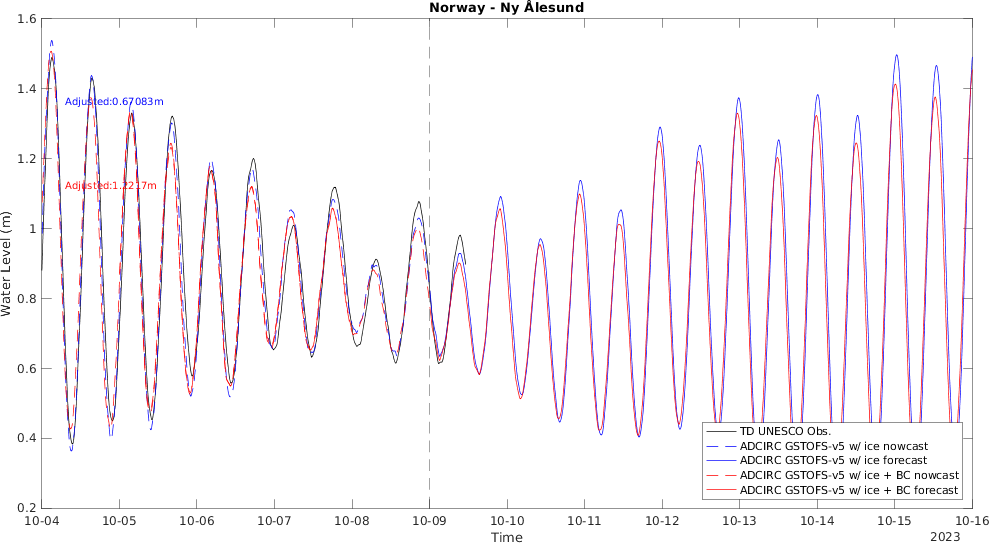 Norway - Ny Ålesund
1.6
1.4
1.2
1
0.8
0.6
0.4
0.2
Water Level (m)
Adjusted:0.67083m
Adjusted:1.2217m
TD UNESCO Obs.
ADCIRC GSTOFS-v5 w/ ice nowcast
ADCIRC GSTOFS-v5 w/ ice forecast
ADCIRC GSTOFS-v5 w/ ice + BC nowcast
ADCIRC GSTOFS-v5 w/ ice + BC forecast
10-04 10-05 10-06 10-07 10-08 10-09 10-10 10-11 10-12 10-13 10-14 10-15 10-16
Time
2023